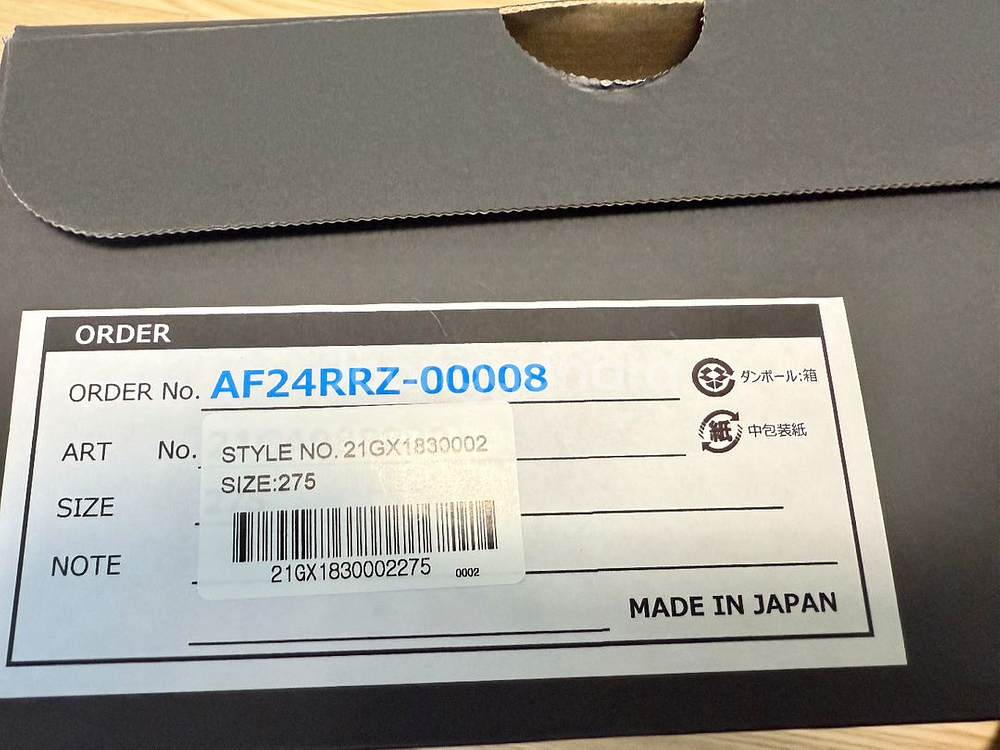 ORDER
ORDER No. AF24RRZ-00008
ダンボール:箱
ART No.
紙 中包装紙
STYLE NO. 21GX1830002
SIZE:275
SIZE
NOTE
21GX1830002275 0002
MADE IN JAPAN